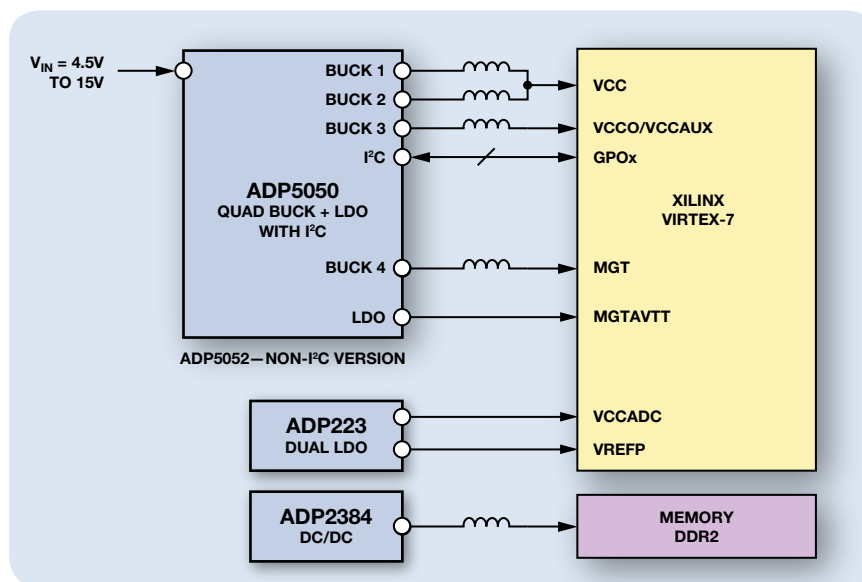 V_IN = 4.5V
TO 15V
BUCK 1
BUCK 2
BUCK 3
I²C
ADP5050
QUAD BUCK + LDO
WITH I²C
BUCK 4
LDO
ADP5052—NON-I²C VERSION
VCC
VCCO/VCCAUX
GPOx
XILINX
VIRTEX-7
MGT
MGTAVTT
VCCADC
VREFP
ADP223
DUAL LDO
ADP2384
DC/DC
MEMORY
DDR2